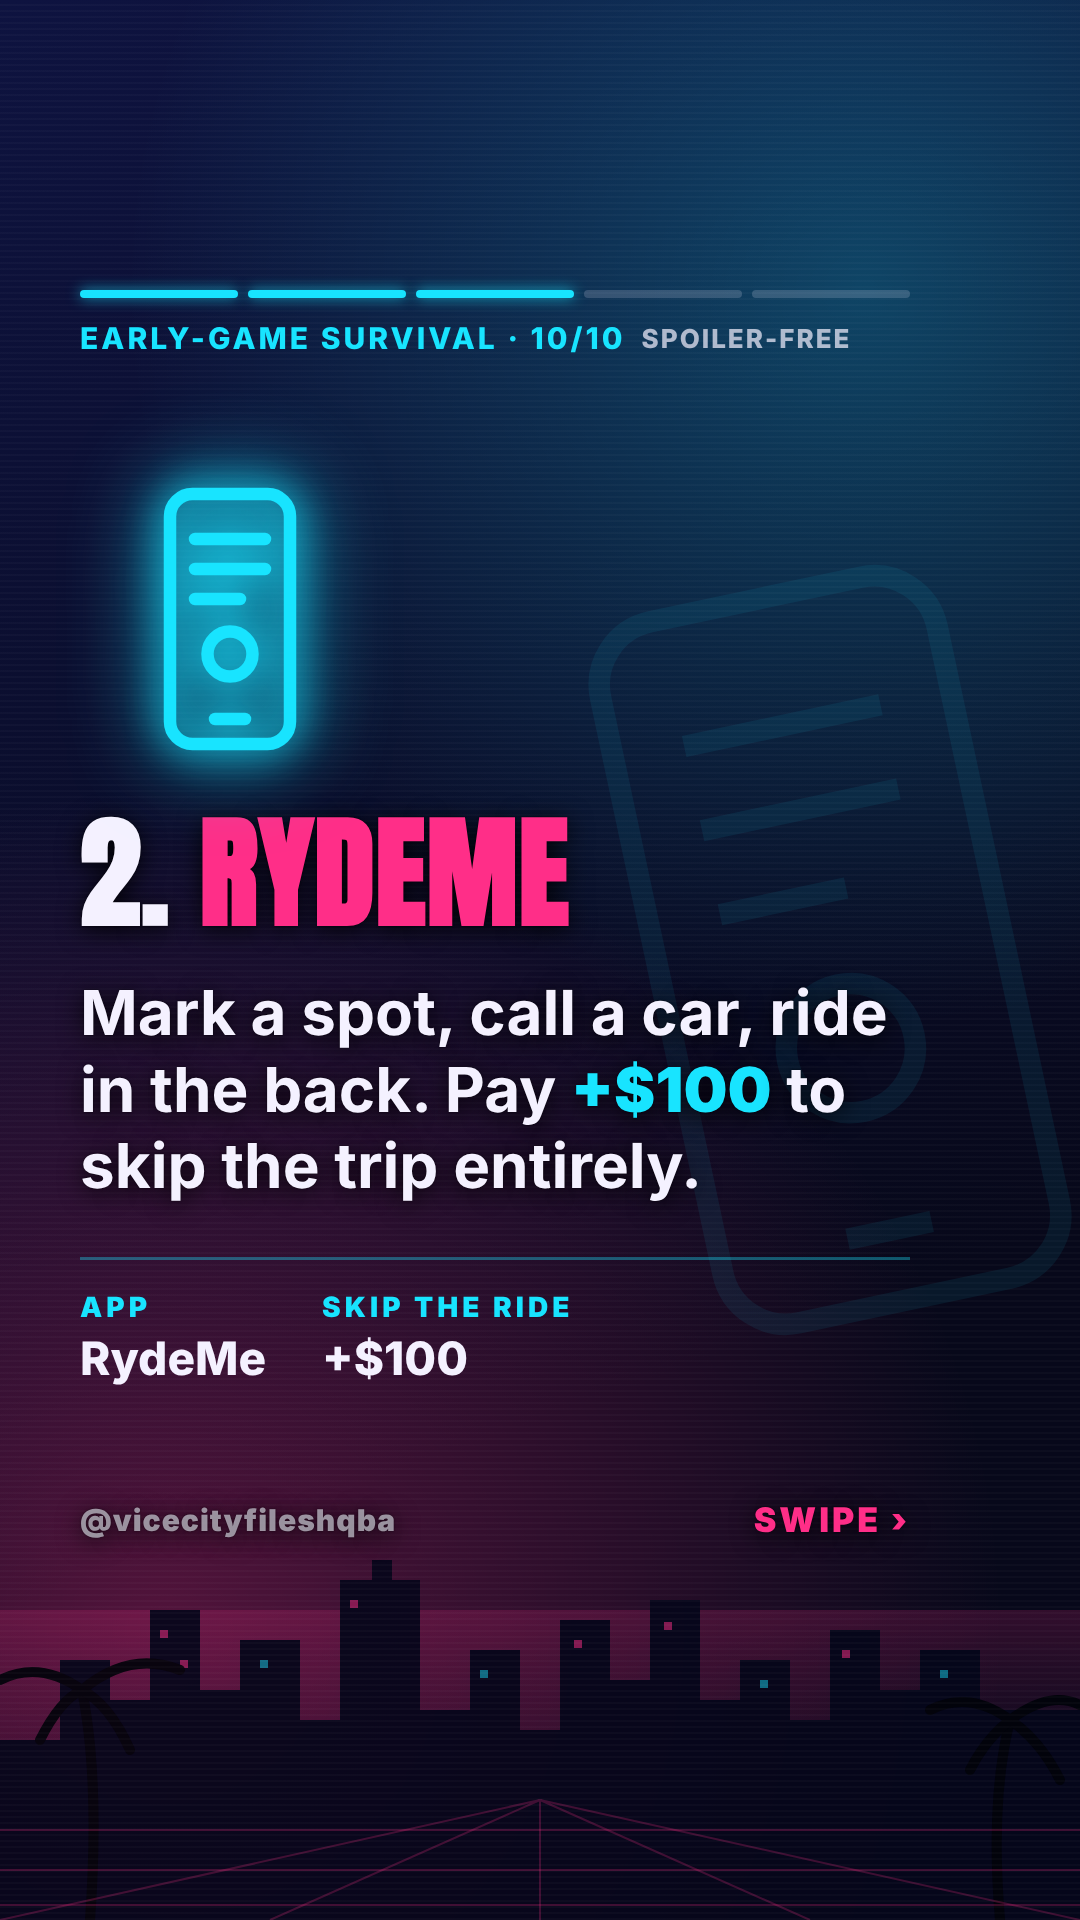 EARLY-GAME SURVIVAL · 10/10 SPOILER-FREE
2. RYDEME
Mark a spot, call a car, ride
in the back. Pay +$100 to
skip the trip entirely.
APP SKIP THE RIDE
RydeMe +$100
@vicecityfileshqba SWIPE ›